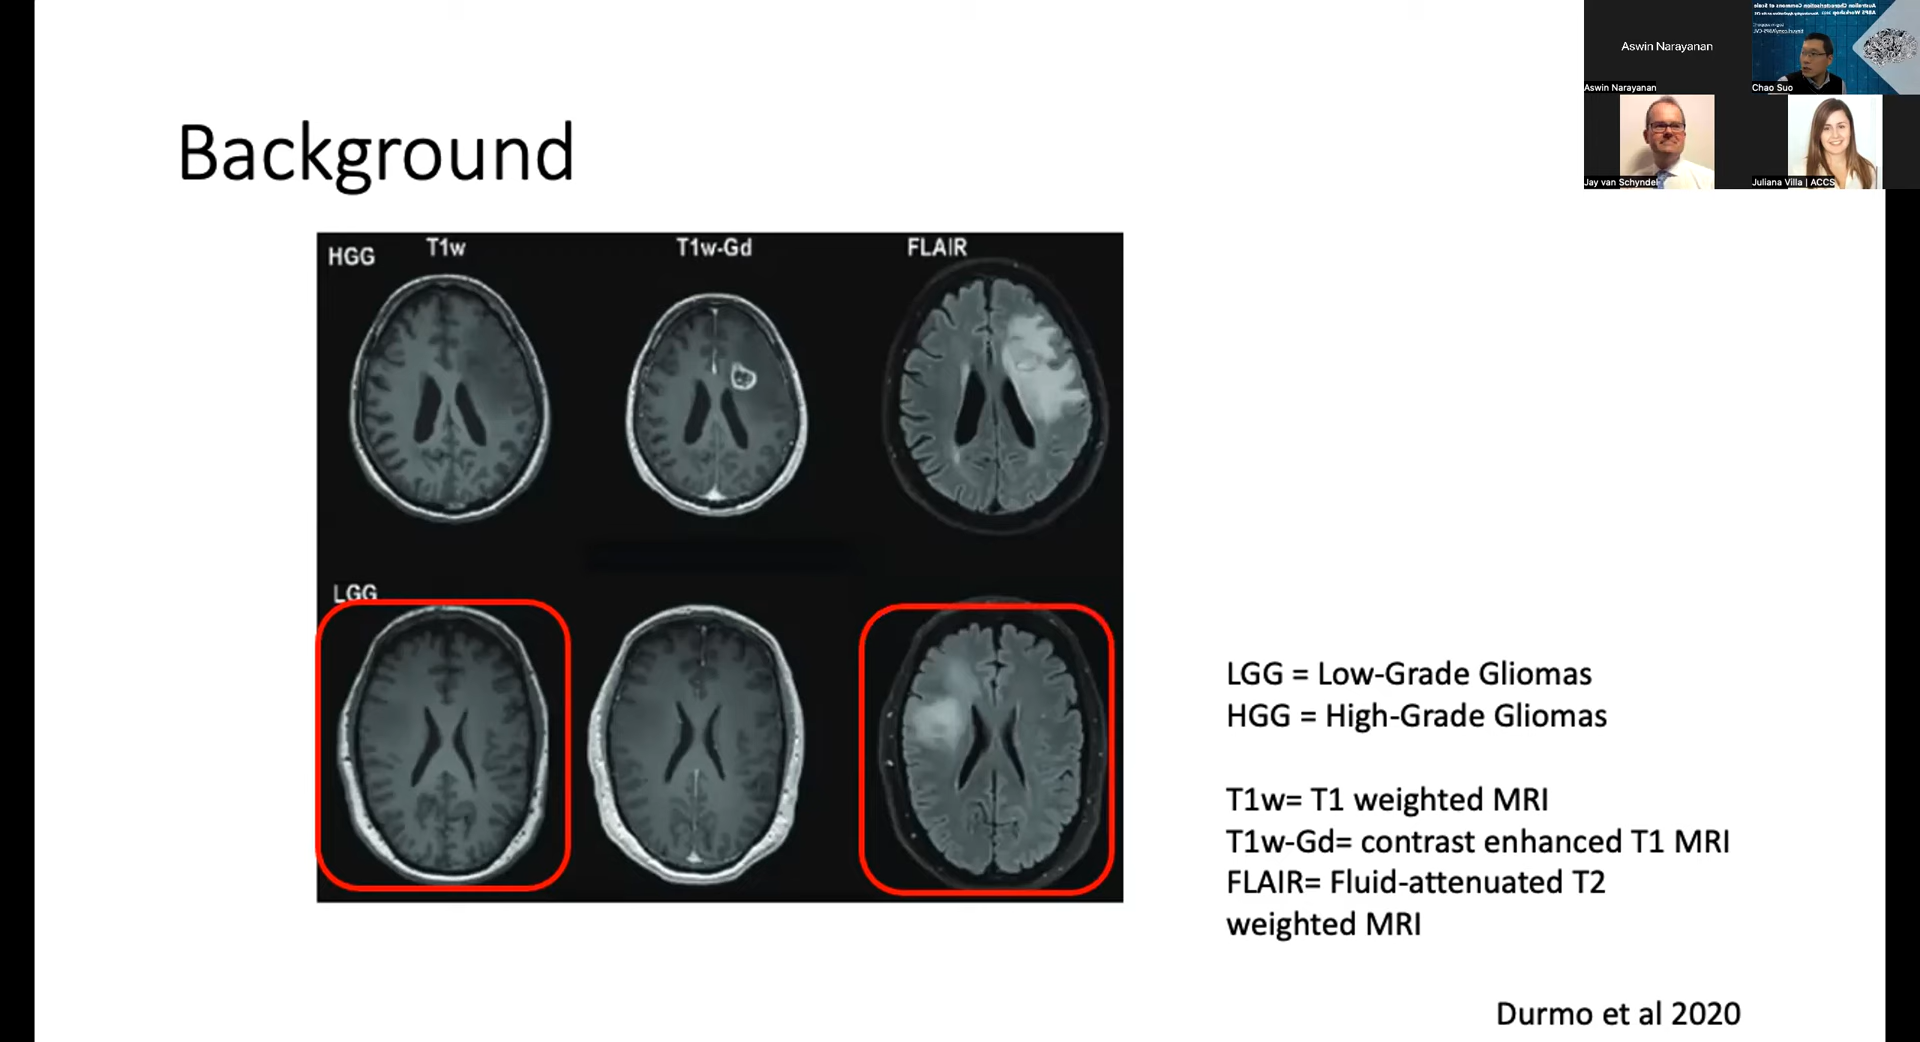 Aswin Narayanan
Aswin Narayanan
Chao Suo
Jay van Schyndel
Juliana Villa | ACCS
Background
HGG
T1w
T1w-Gd
FLAIR
LGG
LGG = Low-Grade Gliomas
HGG = High-Grade Gliomas
T1w= T1 weighted MRI
T1w-Gd= contrast enhanced T1 MRI
FLAIR= Fluid-attenuated T2
weighted MRI
Durmo et al 2020